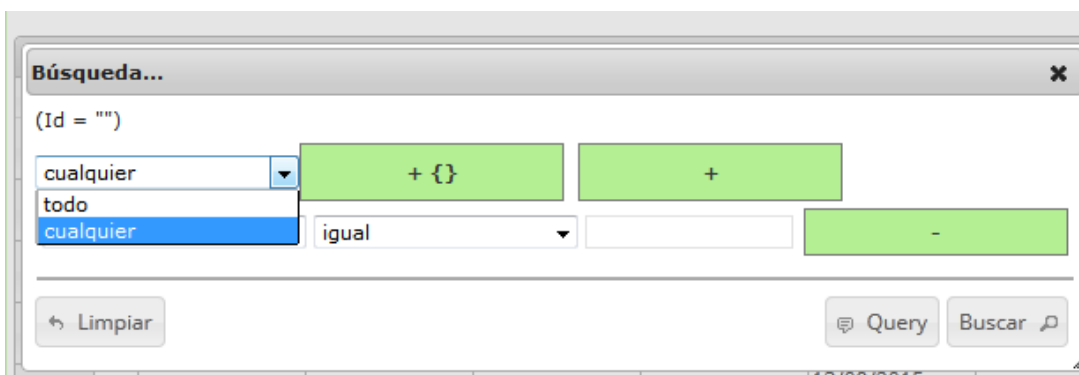 Búsqueda...
(Id = "")
cualquier + {} +
todo
cualquier
igual -
Limpiar Query Buscar